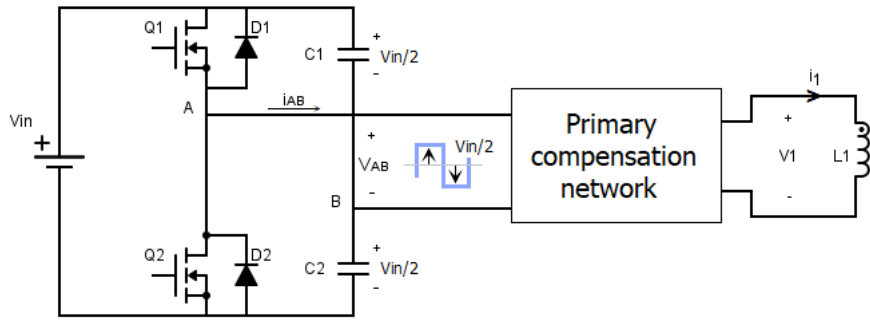 Q1
D1
C1
+
Vin/2
-
A
iAB
Vin
+
+
VAB
-
Vin/2
B
Primary
compensation
network
i1
+
V1
-
L1
Q2
D2
C2
+
Vin/2
-